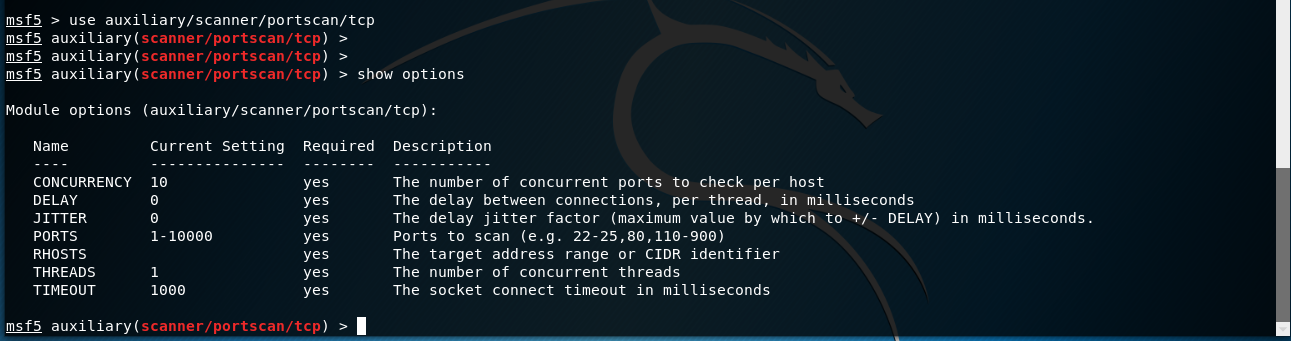 msf5 > use auxiliary/scanner/portscan/tcp
msf5 auxiliary(scanner/portscan/tcp) >
msf5 auxiliary(scanner/portscan/tcp) >
msf5 auxiliary(scanner/portscan/tcp) > show options
Module options (auxiliary/scanner/portscan/tcp):
Name Current Setting Required Description
---- --------------- -------- -----------
CONCURRENCY 10 yes The number of concurrent ports to check per host
DELAY 0 yes The delay between connections, per thread, in milliseconds
JITTER 0 yes The delay jitter factor (maximum value by which to +/- DELAY) in milliseconds.
PORTS 1-10000 yes Ports to scan (e.g. 22-25,80,110-900)
RHOSTS yes The target address range or CIDR identifier
THREADS 1 yes The number of concurrent threads
TIMEOUT 1000 yes The socket connect timeout in milliseconds
msf5 auxiliary(scanner/portscan/tcp) >